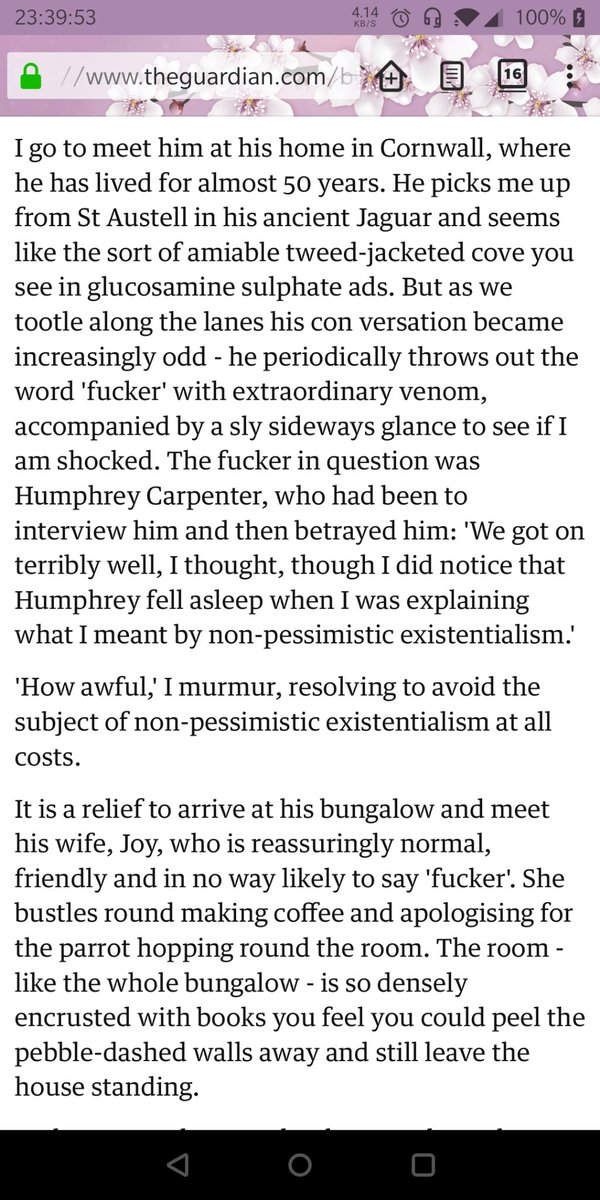 23:39:53 4.14 KB/S 100%
://www.theguardian.com/b 16
I go to meet him at his home in Cornwall, where
he has lived for almost 50 years. He picks me up
from St Austell in his ancient Jaguar and seems
like the sort of amiable tweed-jacketed cove you
see in glucosamine sulphate ads. But as we
tootle along the lanes his con versation became
increasingly odd - he periodically throws out the
word 'fucker' with extraordinary venom,
accompanied by a sly sideways glance to see if I
am shocked. The fucker in question was
Humphrey Carpenter, who had been to
interview him and then betrayed him: 'We got on
terribly well, I thought, though I did notice that
Humphrey fell asleep when I was explaining
what I meant by non-pessimistic existentialism.'
'How awful,' I murmur, resolving to avoid the
subject of non-pessimistic existentialism at all
costs.
It is a relief to arrive at his bungalow and meet
his wife, Joy, who is reassuringly normal,
friendly and in no way likely to say 'fucker'. She
bustles round making coffee and apologising for
the parrot hopping round the room. The room -
like the whole bungalow - is so densely
encrusted with books you feel you could peel the
pebble-dashed walls away and still leave the
house standing.